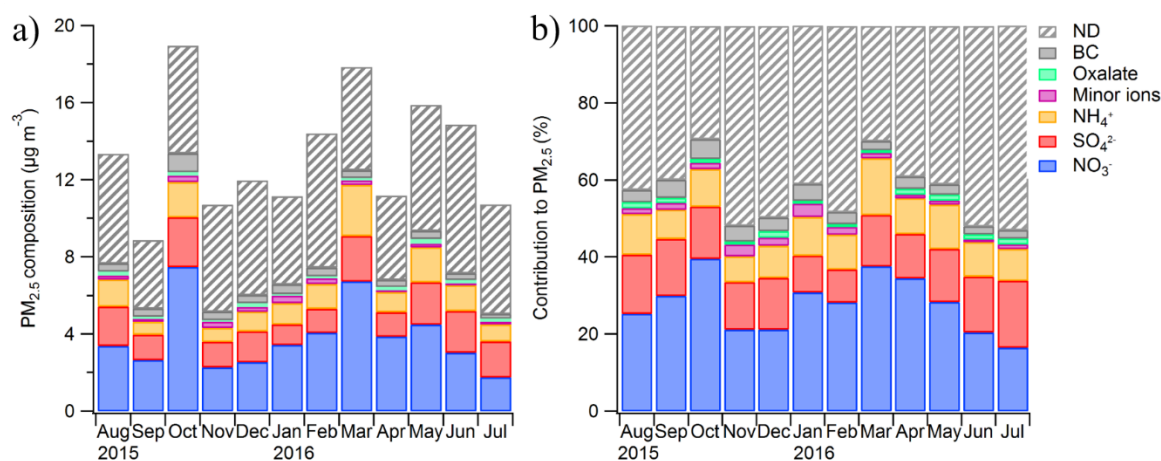 a)
PM2.5 composition (µg m⁻³)
20
16
12
8
4
0
Aug Sep Oct Nov Dec Jan Feb Mar Apr May Jun Jul
2015 2016
b)
Contribution to PM2.5 (%)
100
80
60
40
20
0
Aug Sep Oct Nov Dec Jan Feb Mar Apr May Jun Jul
2015 2016
ND
BC
Oxalate
Minor ions
NH₄⁺
SO₄²⁻
NO₃⁻